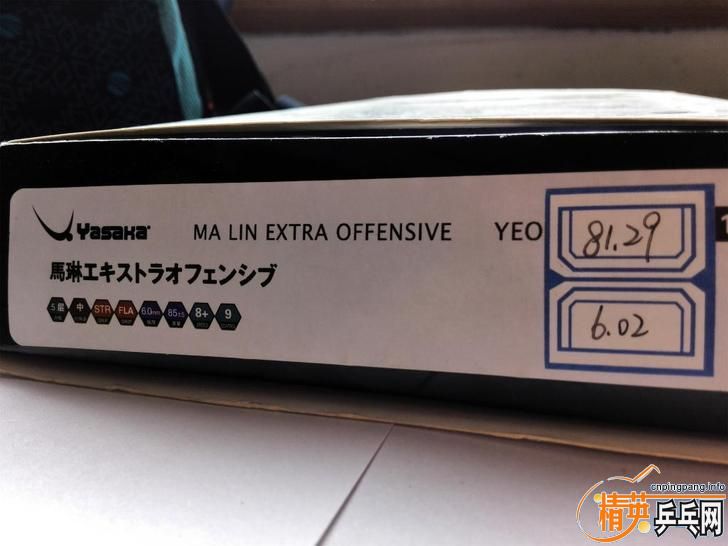 Yasaka MA LIN EXTRA OFFENSIVE YEO
81.29
馬琳エキストラオフェンシブ
5層 中 STR FLA 6.0mm 85±5 8+ 9
6.02
cnpingpang.info
精英乒乓网